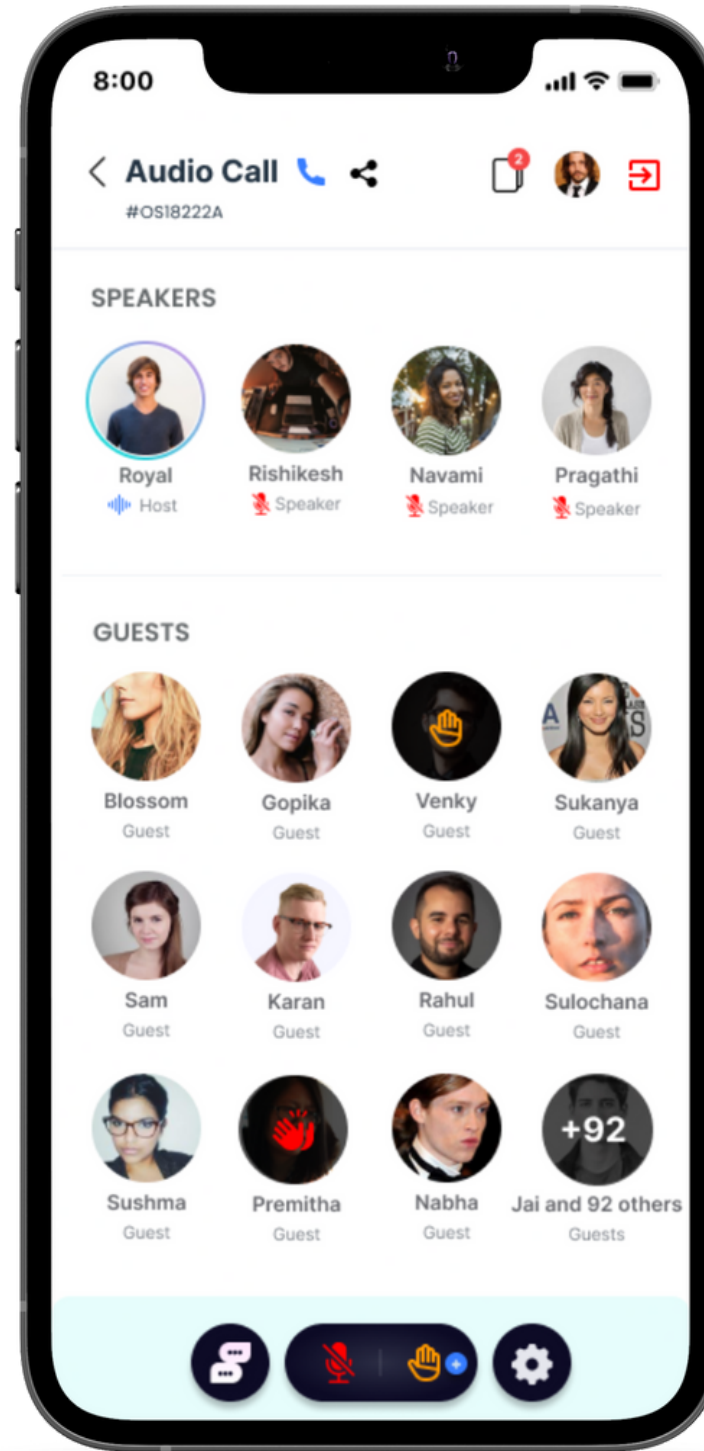 8:00
Audio Call
2
#OS18222A
SPEAKERS
Royal Rishikesh Navami Pragathi
Host Speaker Speaker Speaker
GUESTS
Blossom Gopika Venky Sukanya
Guest Guest Guest Guest
Sam Karan Rahul Sulochana
Guest Guest Guest Guest
+92
Sushma Premitha Nabha Jai and 92 others
Guest Guest Guest Guests